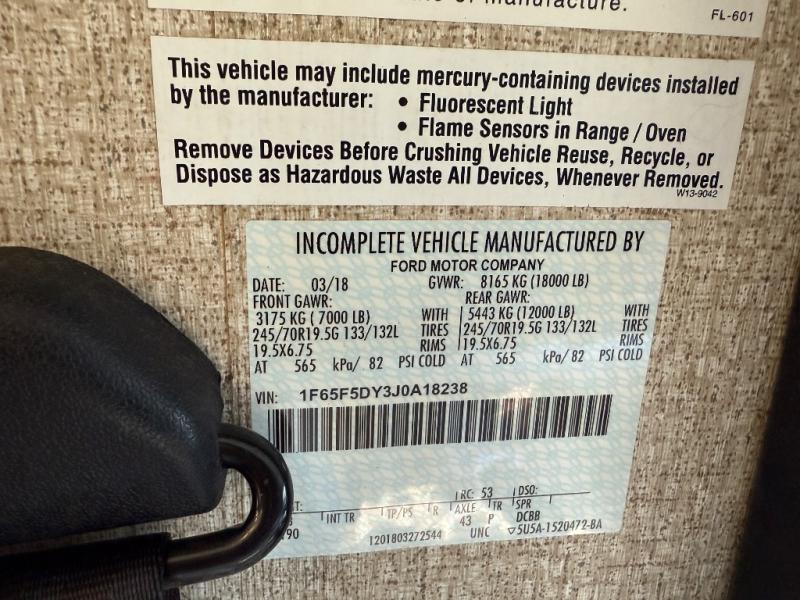 of manufacture.
FL-601
This vehicle may include mercury-containing devices installed
by the manufacturer: • Fluorescent Light
• Flame Sensors in Range / Oven
Remove Devices Before Crushing Vehicle Reuse, Recycle, or
Dispose as Hazardous Waste All Devices, Whenever Removed.
W13-9042
INCOMPLETE VEHICLE MANUFACTURED BY
FORD MOTOR COMPANY
DATE: 03/18 GVWR: 8165 KG (18000 LB)
FRONT GAWR: REAR GAWR:
3175 KG ( 7000 LB) WITH 5443 KG (12000 LB) WITH
245/70R19.5G 133/132L TIRES 245/70R19.5G 133/132L TIRES
19.5X6.75 RIMS 19.5X6.75 RIMS
AT 565 kPa/ 82 PSI COLD AT 565 kPa/ 82 PSI COLD
VIN: 1F65F5DY3J0A18238
RC: 53 DSO:
T: INT TR TP/PS R AXLE TR SPR
43 P DCBB
90 1201803272544 UNC ▽5U5A-1520472-BA